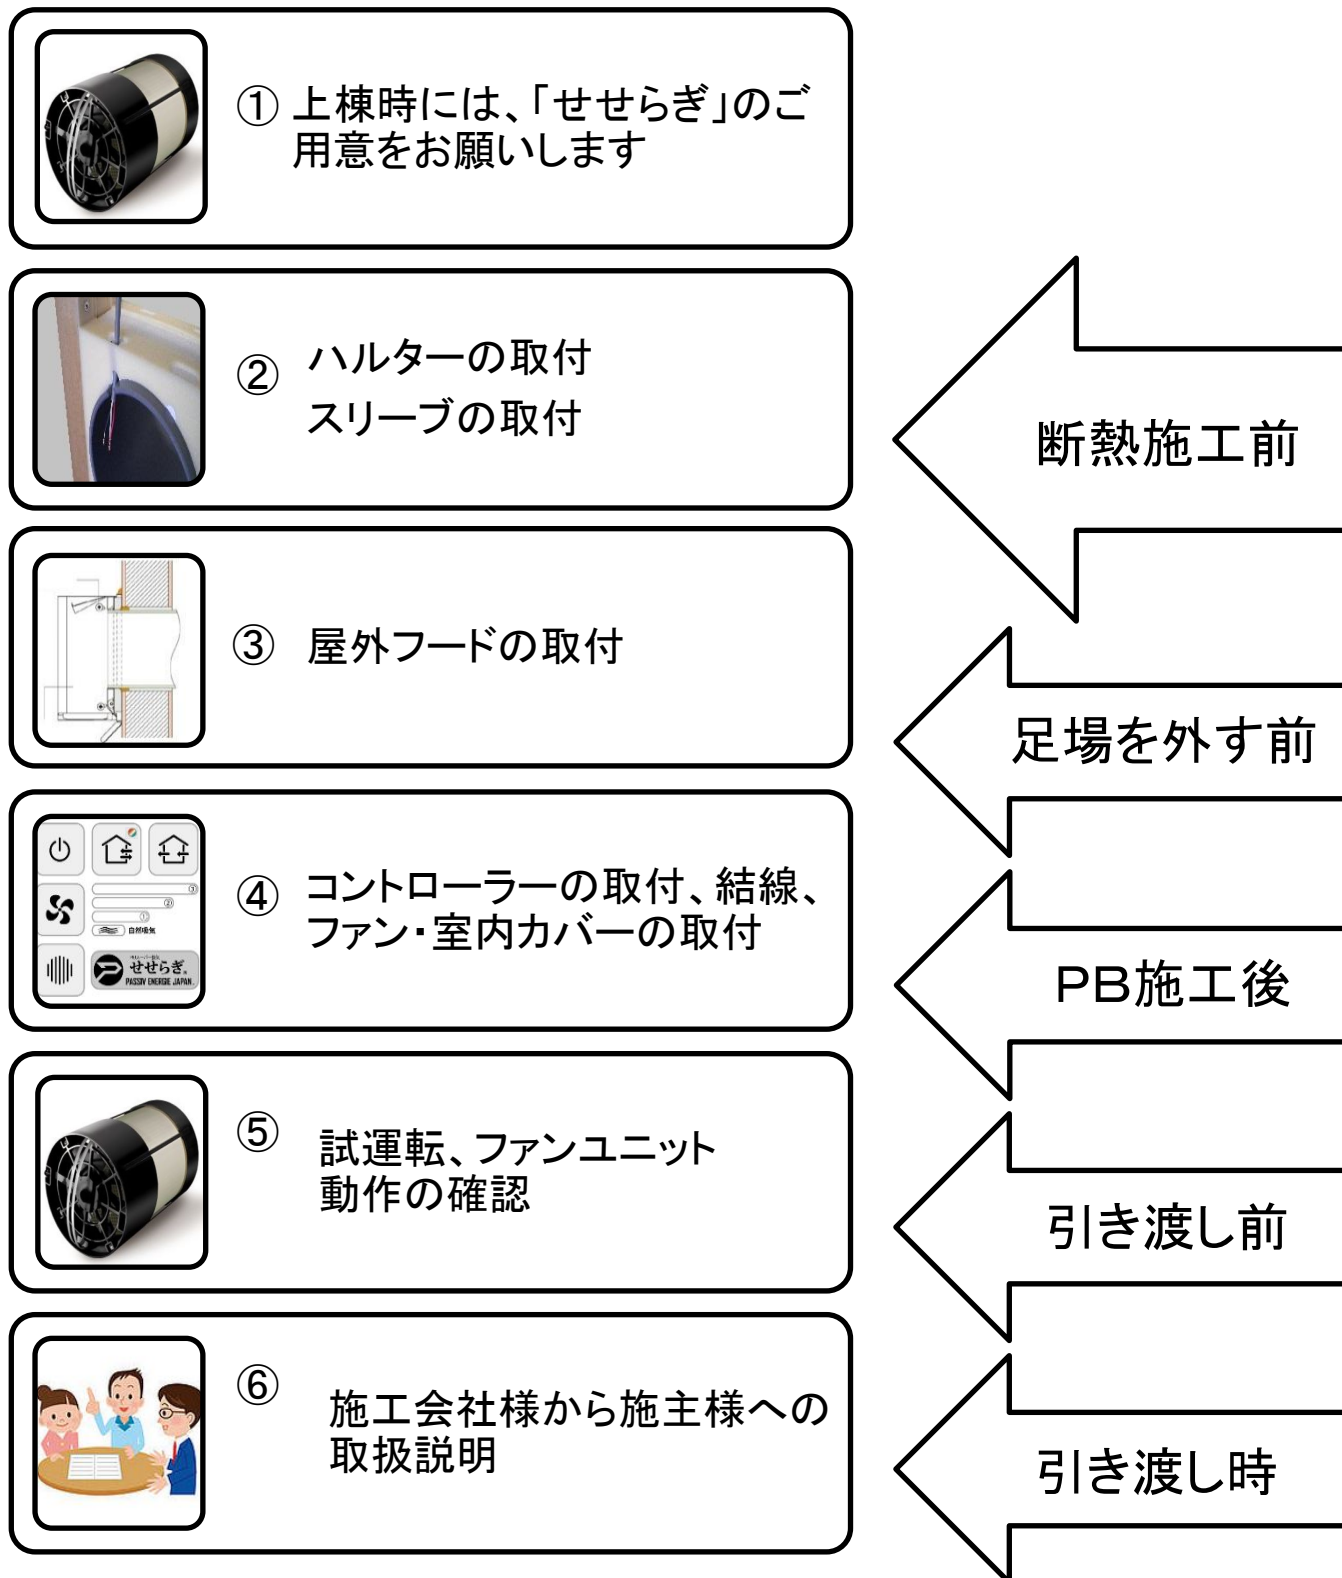 ① 上棟時には、「せせらぎ」のご
用意をお願いします
② ハルターの取付
スリーブの取付
断熱施工前
③ 屋外フードの取付
足場を外す前
④ コントローラーの取付、結線、
ファン・室内カバーの取付
③
②
①
自然吸気
せせらぎ
PASSIV ENERGIE JAPAN
PB施工後
⑤ 試運転、ファンユニット
動作の確認
引き渡し前
⑥ 施工会社様から施主様への
取扱説明
引き渡し時